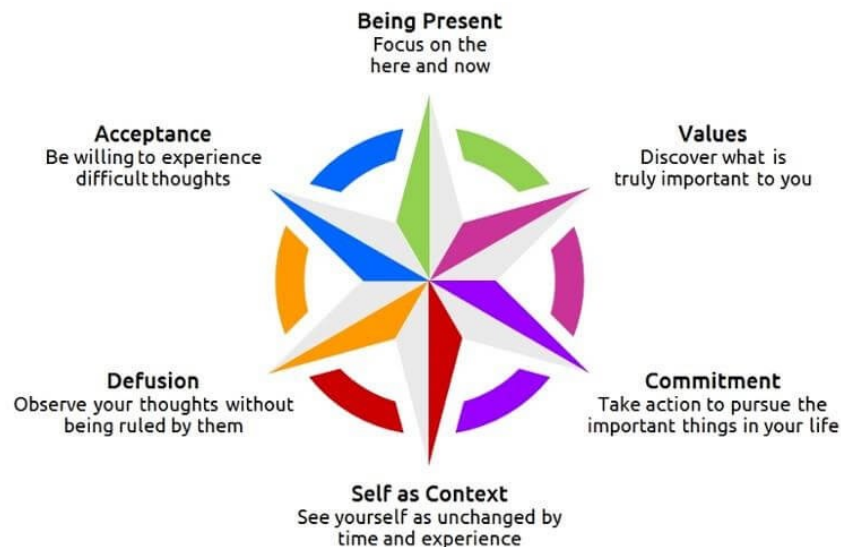 Being Present
Focus on the
here and now
Acceptance
Be willing to experience
difficult thoughts
Values
Discover what is
truly important to you
Defusion
Observe your thoughts without
being ruled by them
Commitment
Take action to pursue the
important things in your life
Self as Context
See yourself as unchanged by
time and experience